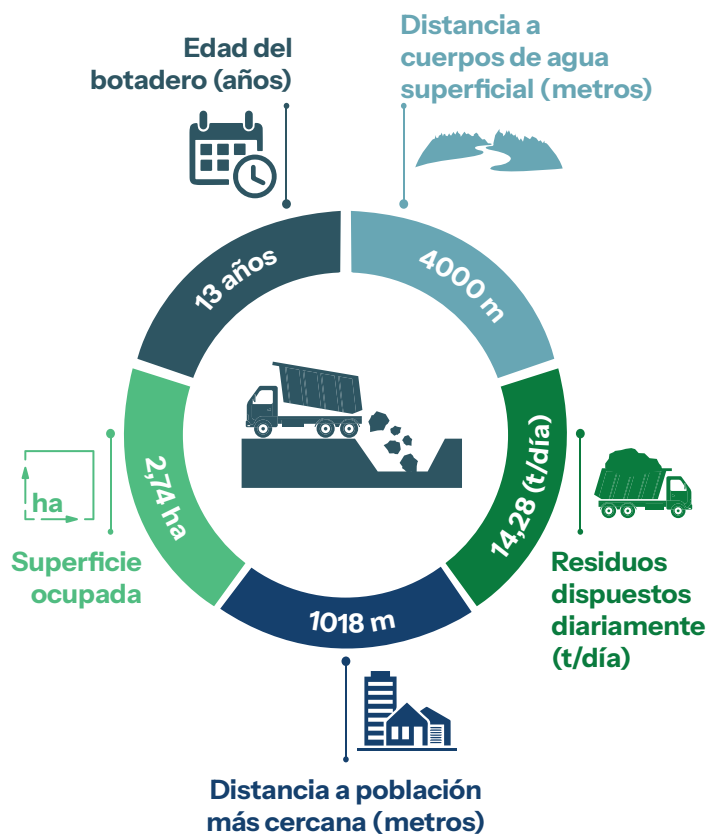 Edad del
botadero (años)
Distancia a
cuerpos de agua
superficial (metros)
13 años
4000 m
2,74 ha
14,28 (t/día)
1018 m
ha
Superficie
ocupada
Residuos
dispuestos
diariamente
(t/día)
Distancia a población
más cercana (metros)